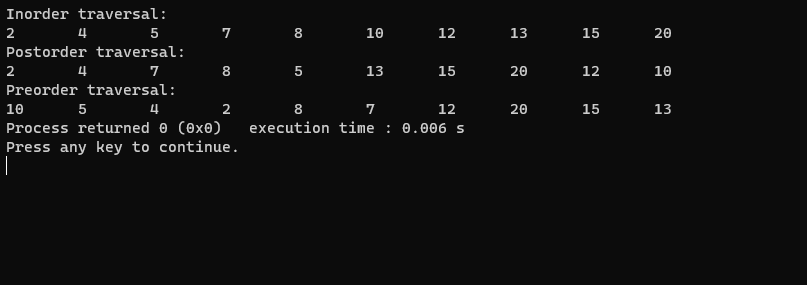 Inorder traversal:
2       4       5       7       8       10      12      13      15      20
Postorder traversal:
2       4       7       8       5       13      15      20      12      10
Preorder traversal:
10      5       4       2       8       7       12      20      15      13
Process returned 0 (0x0)   execution time : 0.006 s
Press any key to continue.